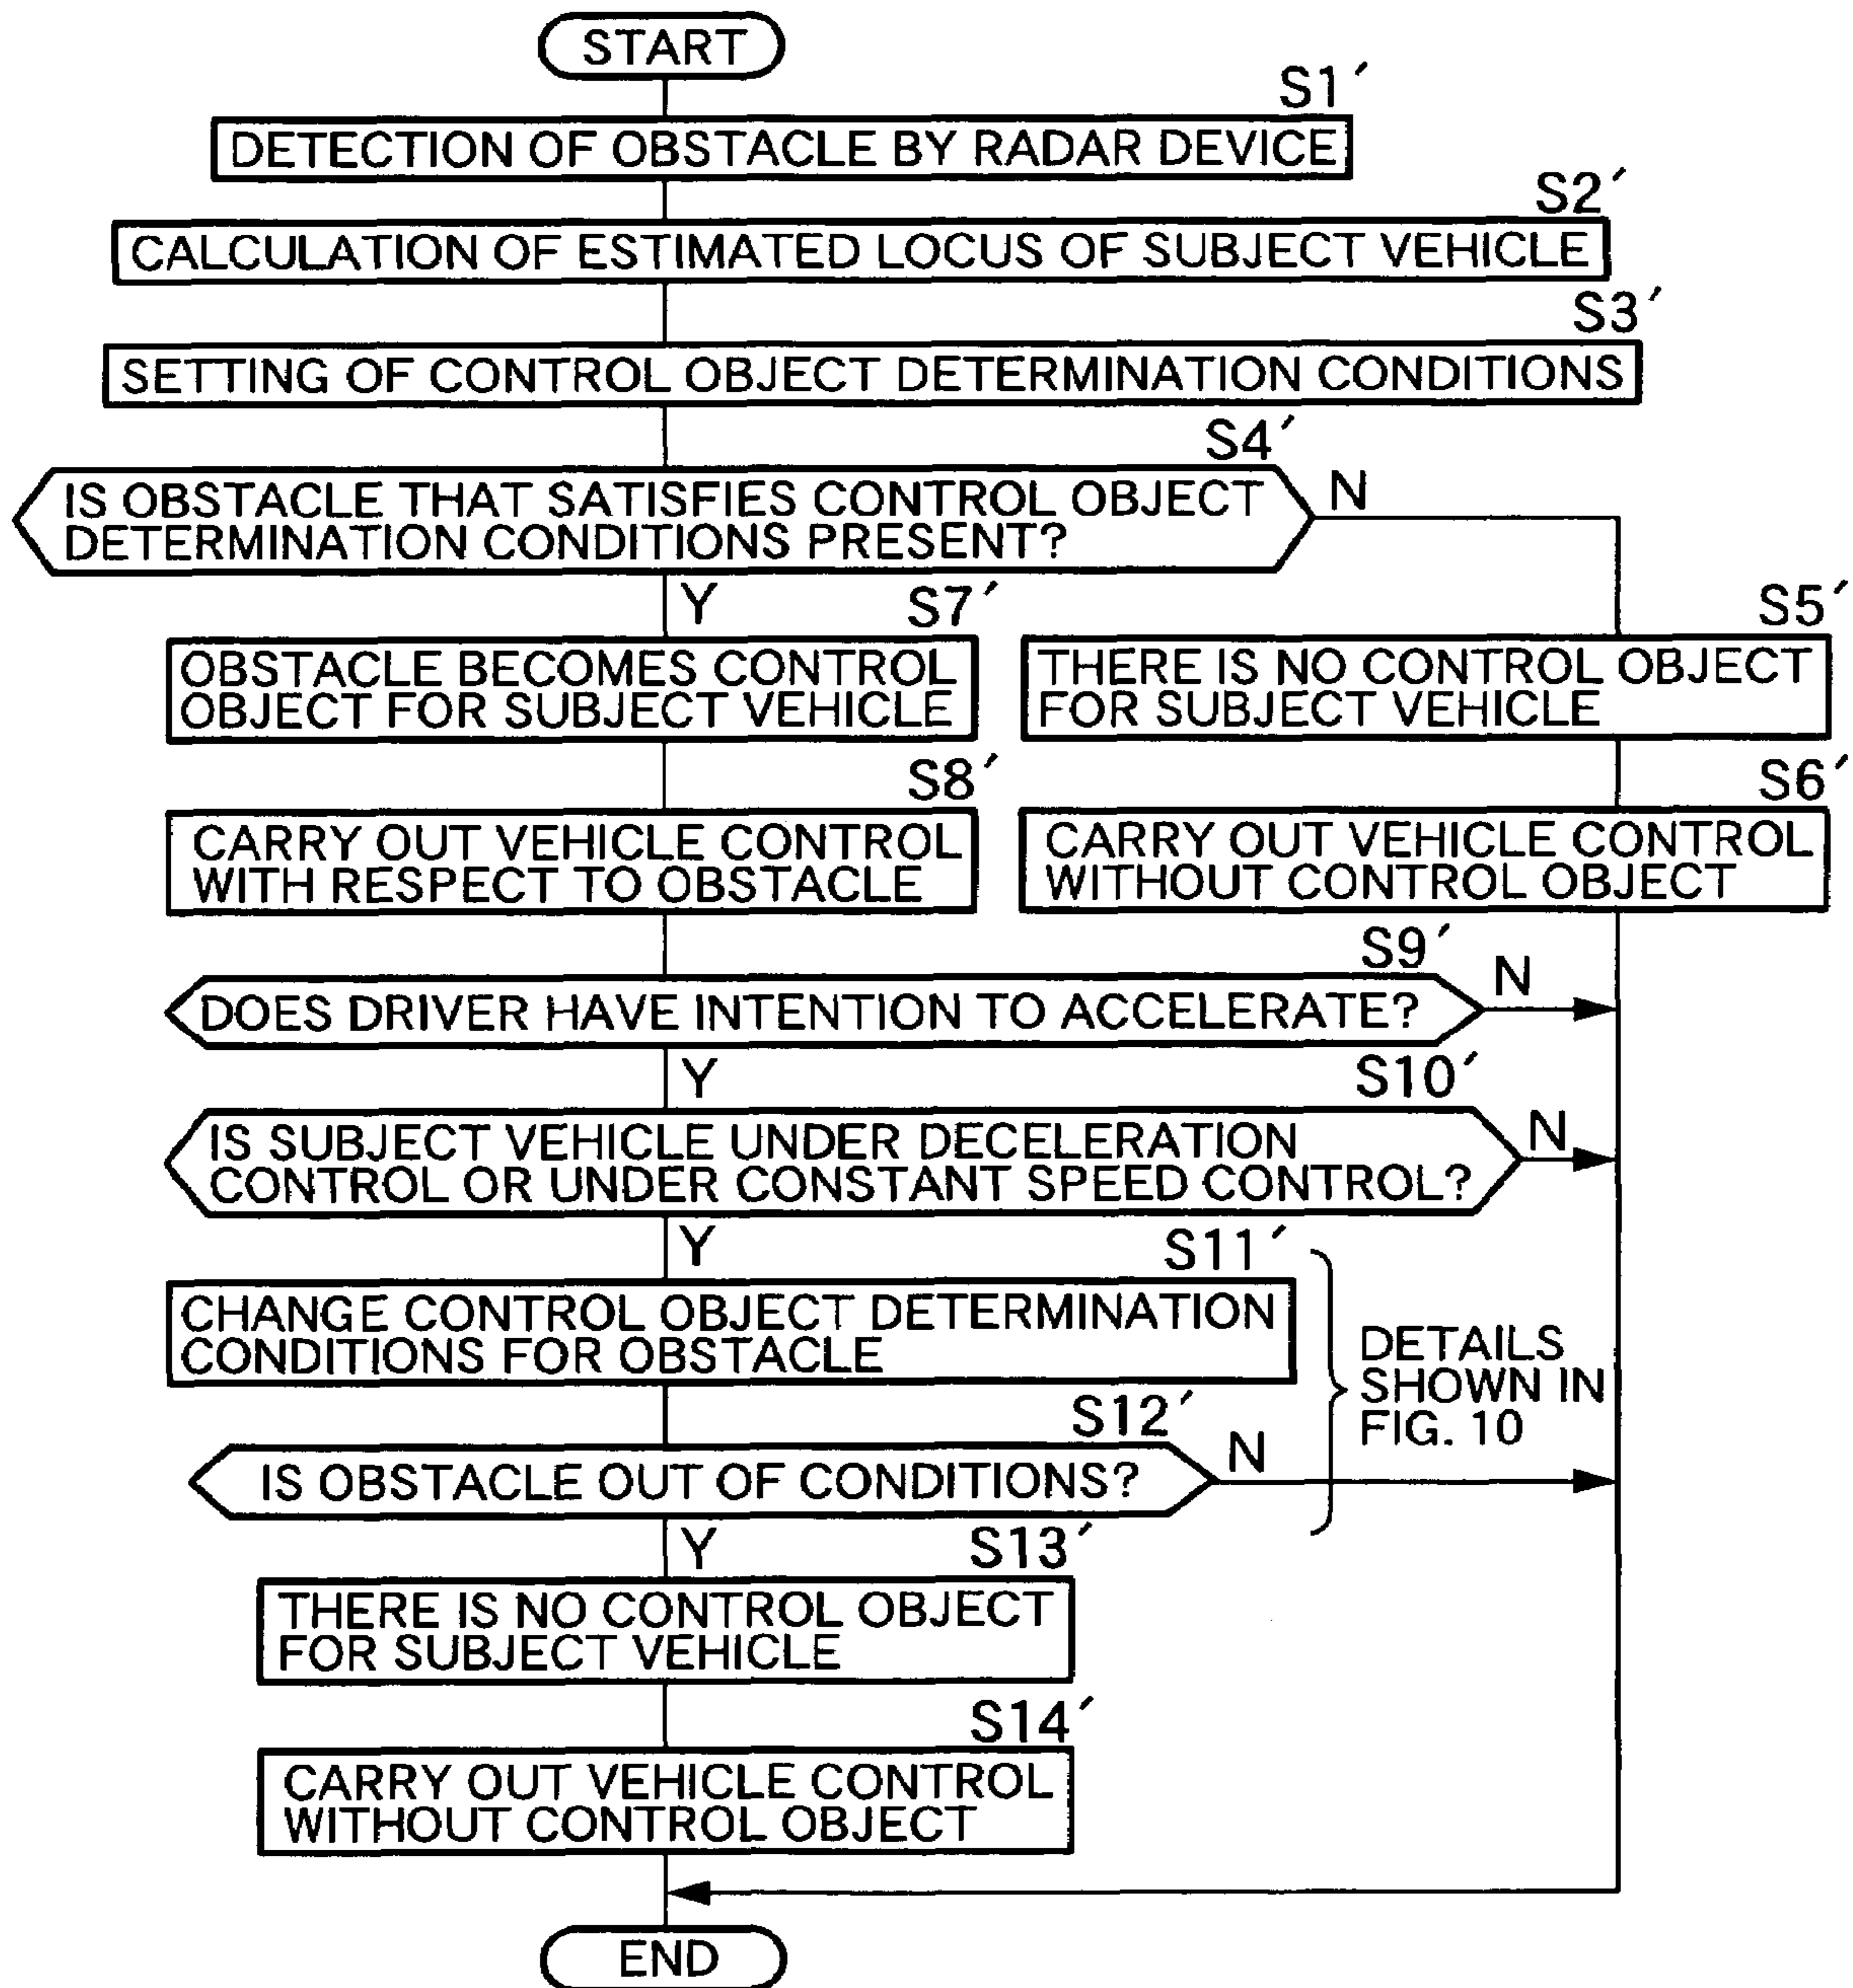 START
S1′
DETECTION OF OBSTACLE BY RADAR DEVICE
S2′
CALCULATION OF ESTIMATED LOCUS OF SUBJECT VEHICLE
S3′
SETTING OF CONTROL OBJECT DETERMINATION CONDITIONS
S4′
IS OBSTACLE THAT SATISFIES CONTROL OBJECT
DETERMINATION CONDITIONS PRESENT?
N
Y
S7′
OBSTACLE BECOMES CONTROL
OBJECT FOR SUBJECT VEHICLE
S5′
THERE IS NO CONTROL OBJECT
FOR SUBJECT VEHICLE
S8′
CARRY OUT VEHICLE CONTROL
WITH RESPECT TO OBSTACLE
S6′
CARRY OUT VEHICLE CONTROL
WITHOUT CONTROL OBJECT
S9′
DOES DRIVER HAVE INTENTION TO ACCELERATE?
N
Y
S10′
IS SUBJECT VEHICLE UNDER DECELERATION
CONTROL OR UNDER CONSTANT SPEED CONTROL?
N
Y
S11′
CHANGE CONTROL OBJECT DETERMINATION
CONDITIONS FOR OBSTACLE
DETAILS
SHOWN IN
FIG. 10
S12′
IS OBSTACLE OUT OF CONDITIONS?
N
Y
S13′
THERE IS NO CONTROL OBJECT
FOR SUBJECT VEHICLE
S14′
CARRY OUT VEHICLE CONTROL
WITHOUT CONTROL OBJECT
END